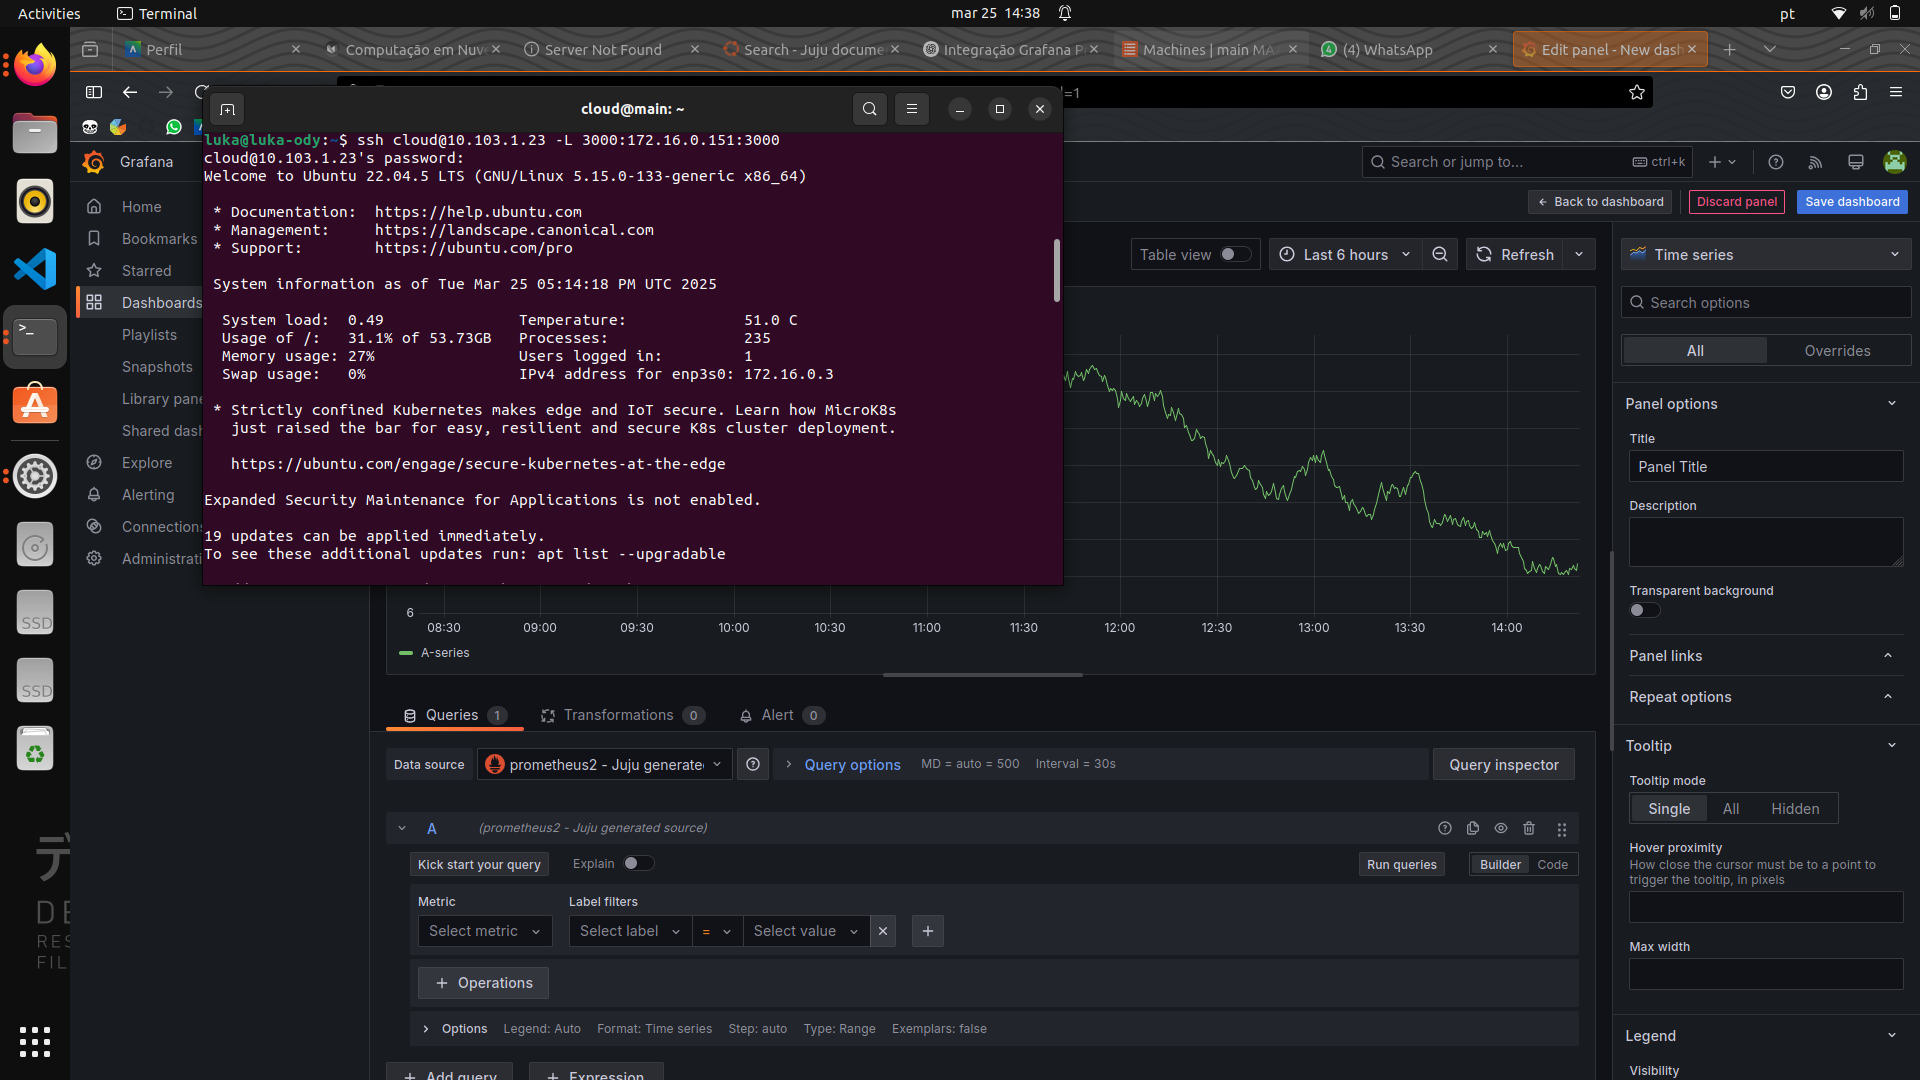 Activities
Terminal
mar 25 14:38
pt
Perfil
Computação em Nuve
Server Not Found
Search - Juju docume
Integração Grafana P
Machines | main MA
(4) WhatsApp
Edit panel - New dash
=1
cloud@main: ~
luka@luka-ody:~$ ssh cloud@10.103.1.23 -L 3000:172.16.0.151:3000
cloud@10.103.1.23's password:
Welcome to Ubuntu 22.04.5 LTS (GNU/Linux 5.15.0-133-generic x86_64)
* Documentation: https://help.ubuntu.com
* Management: https://landscape.canonical.com
* Support: https://ubuntu.com/pro
System information as of Tue Mar 25 05:14:18 PM UTC 2025
System load: 0.49 Temperature: 51.0 C
Usage of /: 31.1% of 53.73GB Processes: 235
Memory usage: 27% Users logged in: 1
Swap usage: 0% IPv4 address for enp3s0: 172.16.0.3
* Strictly confined Kubernetes makes edge and IoT secure. Learn how MicroK8s
just raised the bar for easy, resilient and secure K8s cluster deployment.
https://ubuntu.com/engage/secure-kubernetes-at-the-edge
Expanded Security Maintenance for Applications is not enabled.
19 updates can be applied immediately.
To see these additional updates run: apt list --upgradable
Grafana
Home
Bookmarks
Starred
Dashboards
Playlists
Snapshots
Library pane
Shared dash
Explore
Alerting
Connections
Administrati
SSD
SSD
デ
DE
RES
FIL
Search or jump to...
ctrl+k
Back to dashboard
Discard panel
Save dashboard
Table view
Last 6 hours
Refresh
6
08:30 09:00 09:30 10:00 10:30 11:00 11:30 12:00 12:30 13:00 13:30 14:00
A-series
Queries 1
Transformations 0
Alert 0
Data source
prometheus2 - Juju generate
Query options
MD = auto = 500
Interval = 30s
Query inspector
A
(prometheus2 - Juju generated source)
Kick start your query
Explain
Run queries
Builder
Code
Metric
Label filters
Select metric
Select label
=
Select value
+ Operations
Options
Legend: Auto
Format: Time series
Step: auto
Type: Range
Exemplars: false
+ Add query
+ Expression
Time series
Search options
All
Overrides
Panel options
Title
Panel Title
Description
Transparent background
Panel links
Repeat options
Tooltip
Tooltip mode
Single
All
Hidden
Hover proximity
How close the cursor must be to a point to
trigger the tooltip, in pixels
Max width
Legend
Visibility